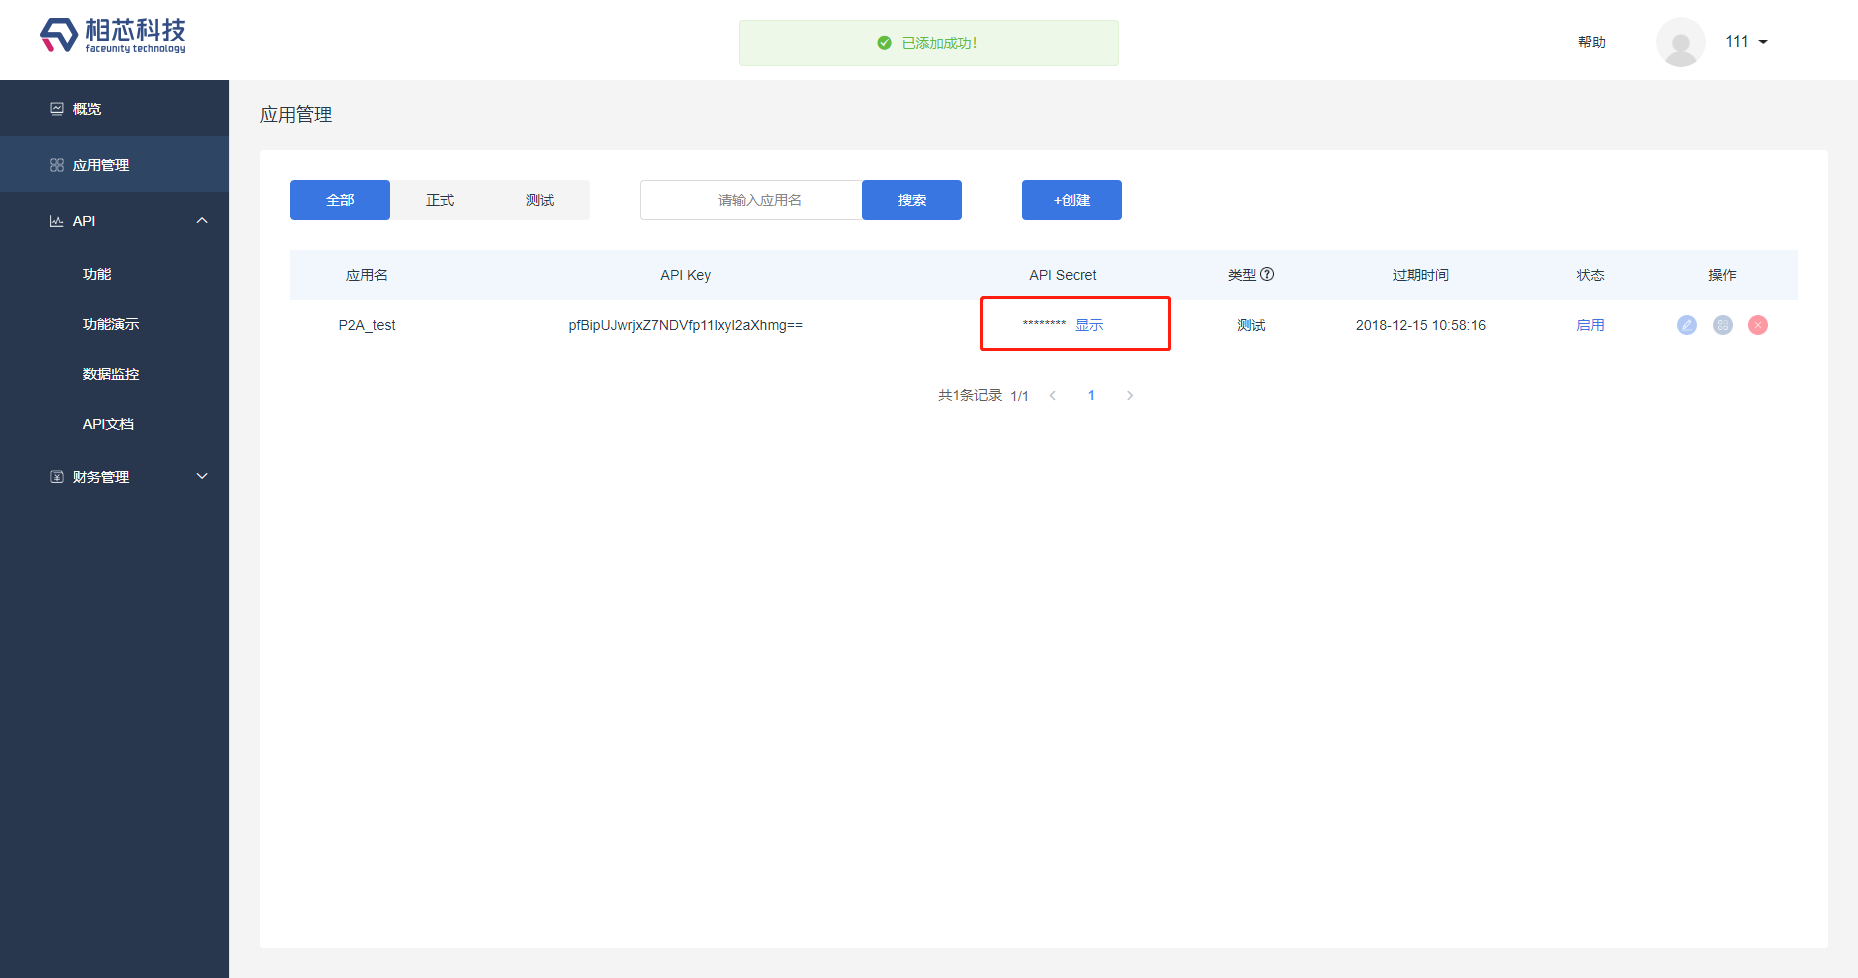 相芯科技
faceunity technology
已添加成功!
帮助
111
概览
应用管理
API
功能
功能演示
数据监控
API文档
财务管理
应用管理
全部 正式 测试 请输入应用名 搜索 +创建
应用名 API Key API Secret 类型? 过期时间 状态 操作
P2A_test pfBipUJwrjxZ7NDVfp11lxyl2aXhmg== ******** 显示 测试 2018-12-15 10:58:16 启用
共1条记录 1/1 < 1 >